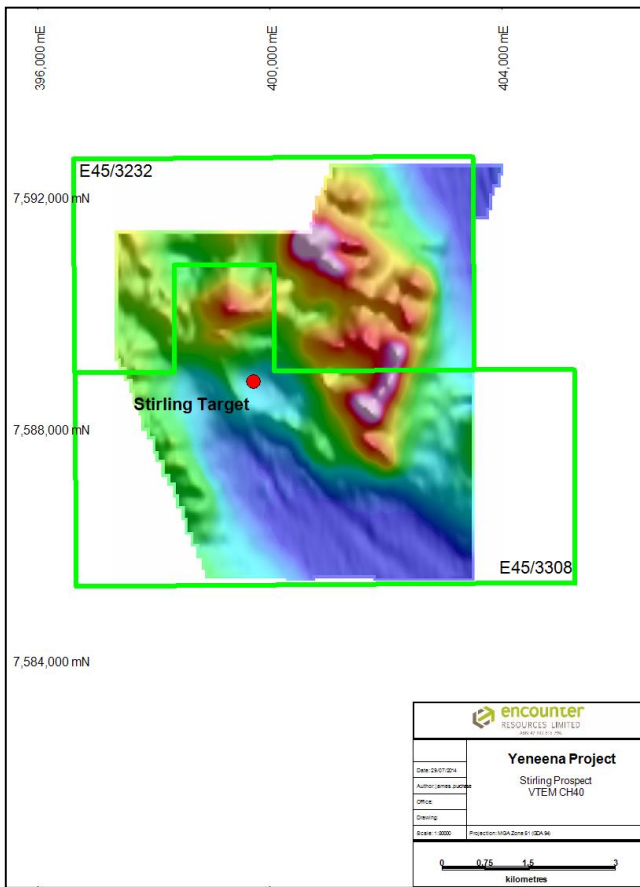 396,000 mE
400,000 mE
404,000 mE
E45/3232
7,592,000 mN
Stirling Target
7,588,000 mN
E45/3308
7,584,000 mN
encounter
RESOURCES LIMITED
Yeneena Project
Stirling Prospect
VTEM CH40
Date: 29/07/2014
Author: james.puchase
Office:
Drawing:
Scale: 1:50000
Projection: MGA Zone 51 (GDA 94)
0 0.75 1.5 3
kilometres